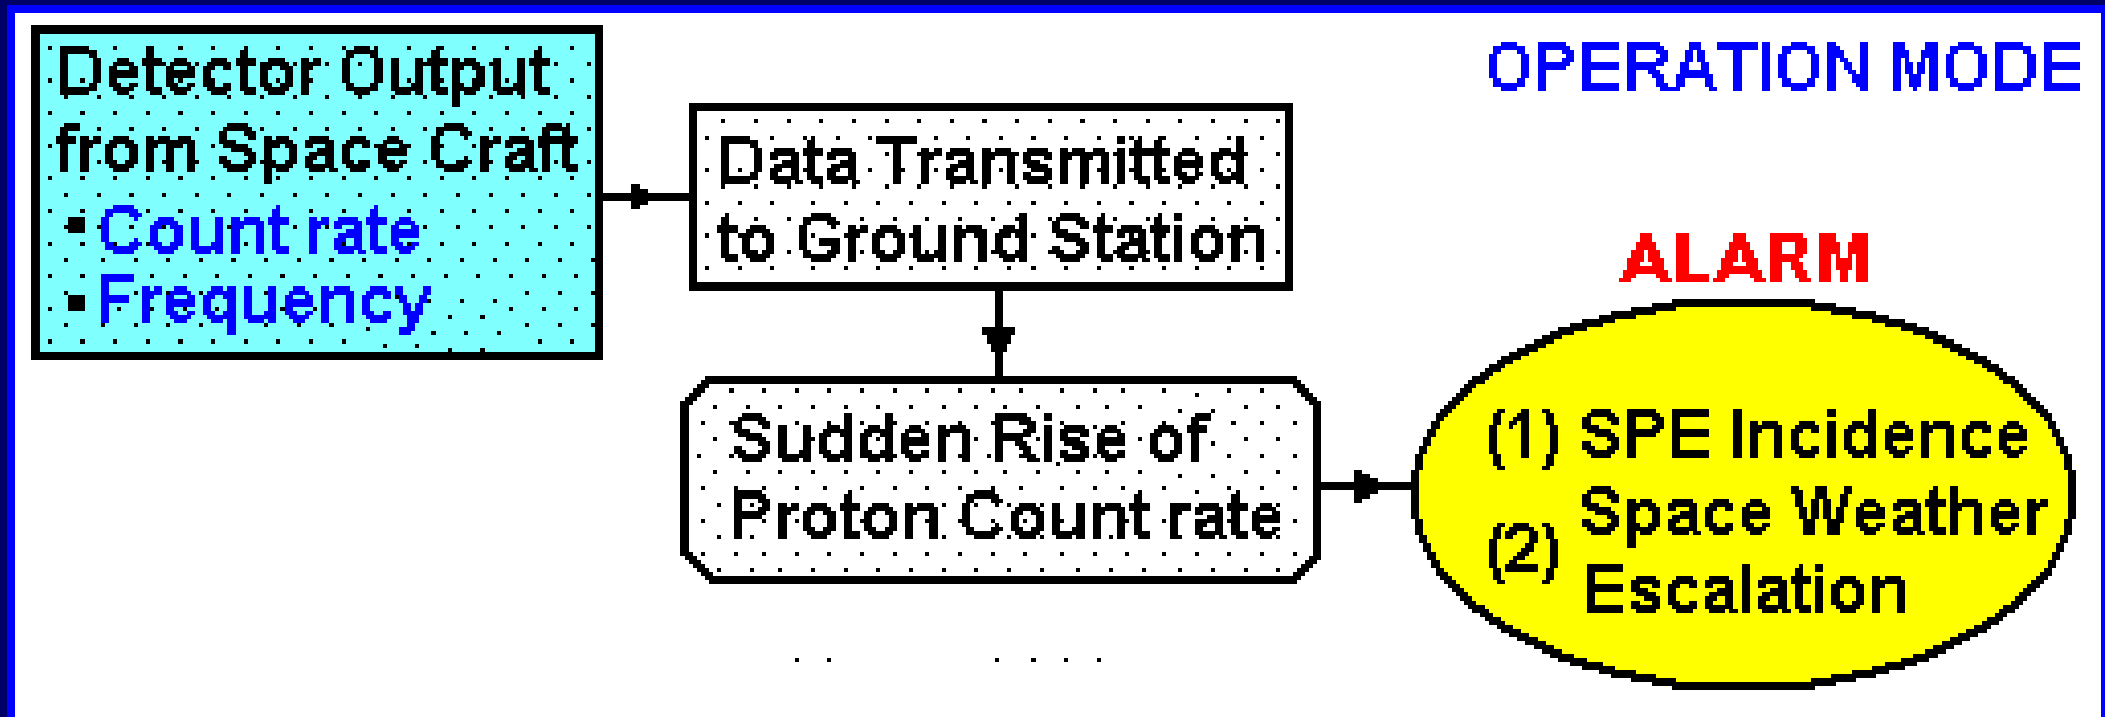 OPERATION MODE
Detector Output
from Space Craft
▪ Count rate
▪ Frequency
Data Transmitted
to Ground Station
Sudden Rise of
Proton Count rate
ALARM
(1) SPE Incidence
(2) Space Weather
Escalation